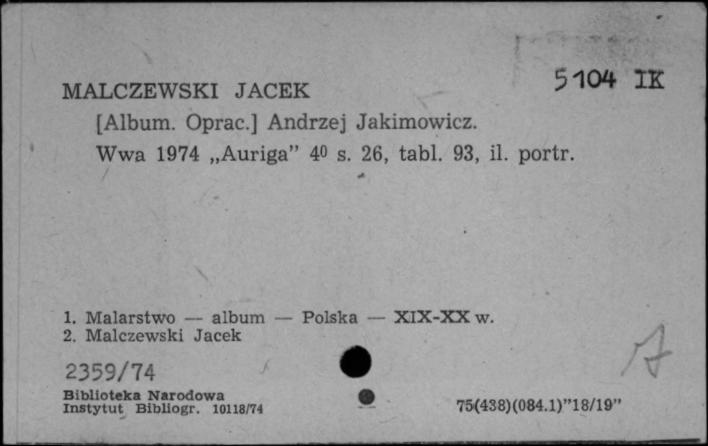 5104 IK
MALCZEWSKI JACEK
[Album. Oprac.] Andrzej Jakimowicz.
Wwa 1974 „Auriga” 4⁰ s. 26, tabl. 93, il. portr.
1. Malarstwo — album — Polska — XIX-XX w.
2. Malczewski Jacek
2359/74
Biblioteka Narodowa
Instytut Bibliogr. 10118/74
75(438)(084.1)”18/19”